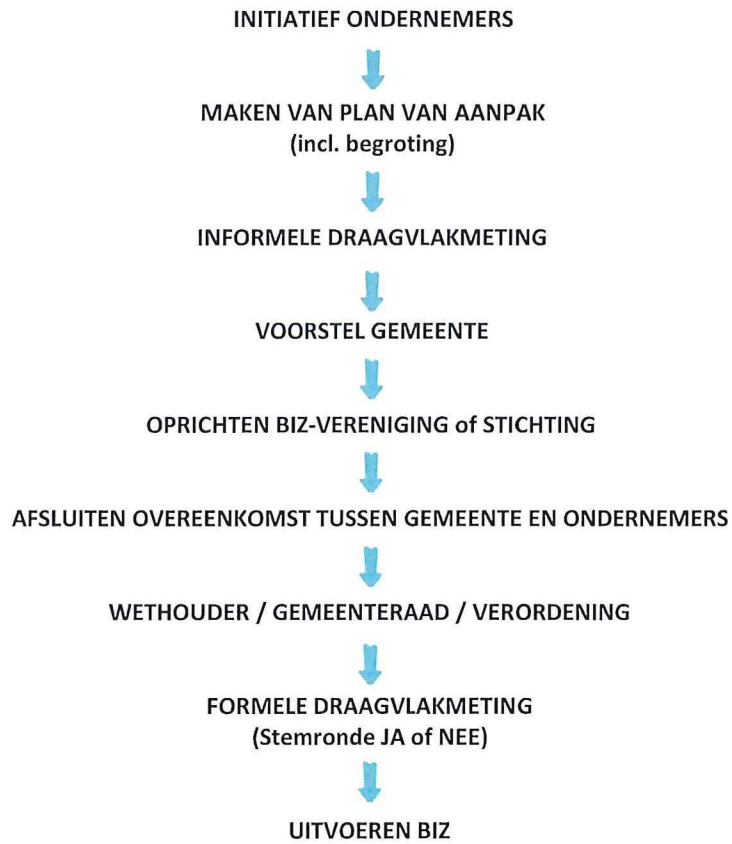 INITIATIEF ONDERNEMERS
MAKEN VAN PLAN VAN AANPAK
(incl. begroting)
INFORMELE DRAAGVLAKMETING
VOORSTEL GEMEENTE
OPRICHTEN BIZ-VERENIGING of STICHTING
AFSLUITEN OVEREENKOMST TUSSEN GEMEENTE EN ONDERNEMERS
WETHOUDER / GEMEENTERAAD / VERORDENING
FORMELE DRAAGVLAKMETING
(Stemronde JA of NEE)
UITVOEREN BIZ